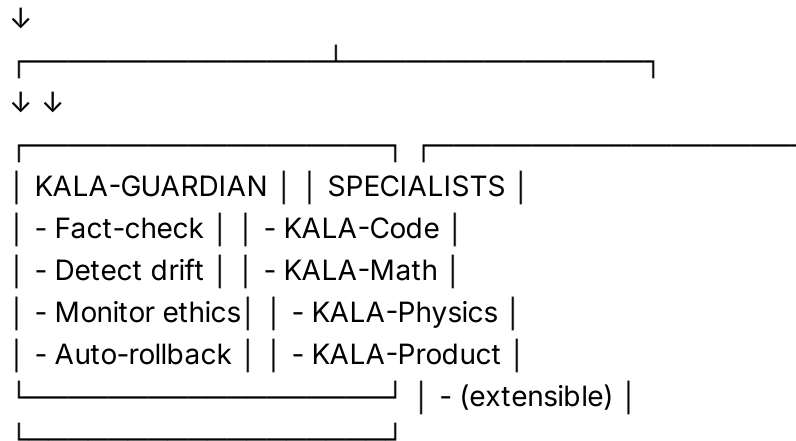 ↓
┌──────────┴──────────┐
↓ ↓
┌────────────┐ ┌────────────
│ KALA-GUARDIAN │ │ SPECIALISTS │
│ - Fact-check │ │ - KALA-Code │
│ - Detect drift │ │ - KALA-Math │
│ - Monitor ethics│ │ - KALA-Physics │
│ - Auto-rollback │ │ - KALA-Product │
└────────────┘ │ - (extensible) │
└────────────┘